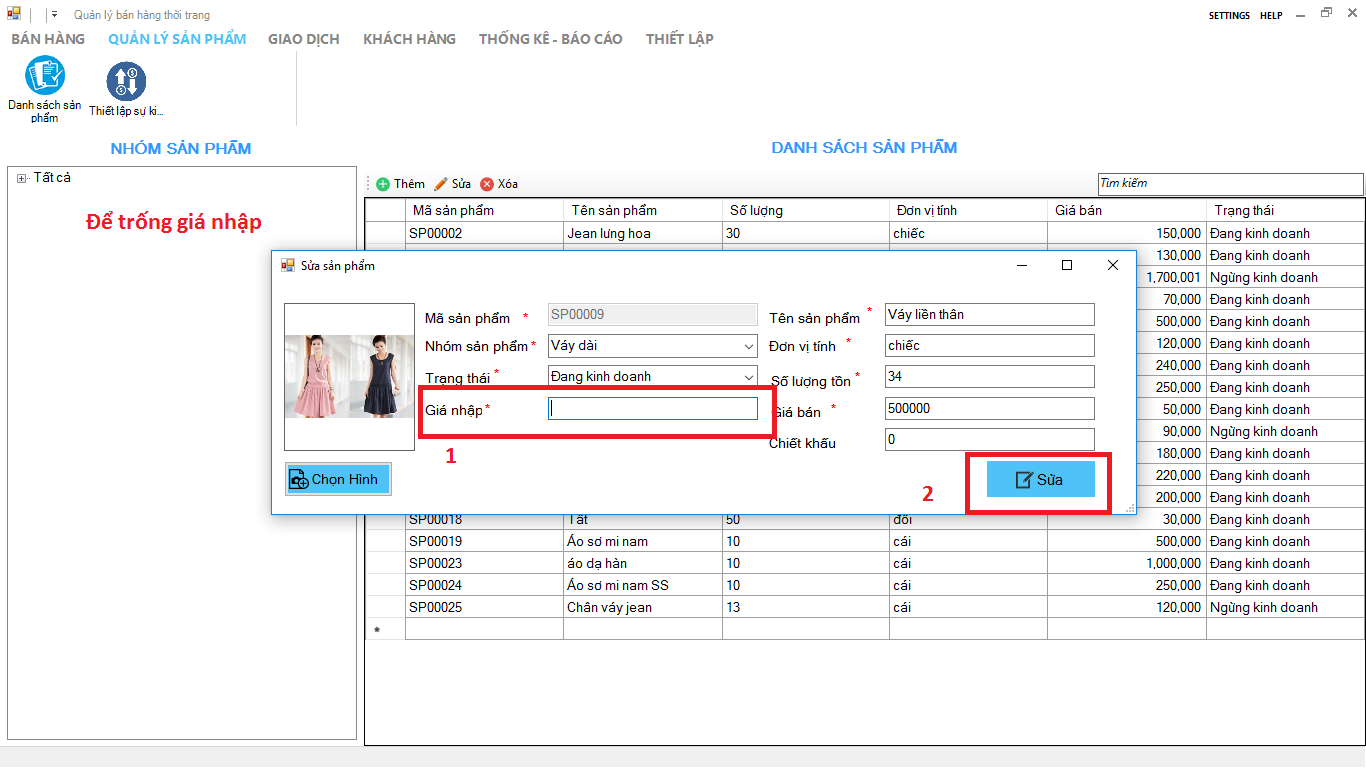 Quản lý bán hàng thời trang
SETTINGS HELP
BÁN HÀNG QUẢN LÝ SẢN PHẨM GIAO DỊCH KHÁCH HÀNG THỐNG KÊ - BÁO CÁO THIẾT LẬP
Danh sách sản phẩm
Thiết lập sự ki...
NHÓM SẢN PHẨM
DANH SÁCH SẢN PHẨM
Tất cả
Để trống giá nhập
Thêm Sửa Xóa
Tìm kiếm
Mã sản phẩm Tên sản phẩm Số lượng Đơn vị tính Giá bán Trạng thái
SP00002 Jean lưng hoa 30 chiếc 150,000 Đang kinh doanh
130,000 Đang kinh doanh
1,700,001 Ngừng kinh doanh
70,000 Đang kinh doanh
500,000 Đang kinh doanh
120,000 Đang kinh doanh
240,000 Đang kinh doanh
250,000 Đang kinh doanh
50,000 Đang kinh doanh
90,000 Ngừng kinh doanh
180,000 Đang kinh doanh
220,000 Đang kinh doanh
200,000 Đang kinh doanh
Sửa sản phẩm
Mã sản phẩm * SP00009 Tên sản phẩm * Váy liền thân
Nhóm sản phẩm * Váy dài Đơn vị tính * chiếc
Trạng thái * Đang kinh doanh Số lượng tồn * 34
Giá nhập * Giá bán * 500000
1 Chiết khấu 0
Chọn Hình 2 Sửa
SP00018 Tất 50 đôi 30,000 Đang kinh doanh
SP00019 Áo sơ mi nam 10 cái 500,000 Đang kinh doanh
SP00023 áo dạ hàn 10 cái 1,000,000 Đang kinh doanh
SP00024 Áo sơ mi nam SS 10 cái 250,000 Đang kinh doanh
SP00025 Chân váy jean 13 cái 120,000 Ngừng kinh doanh
*